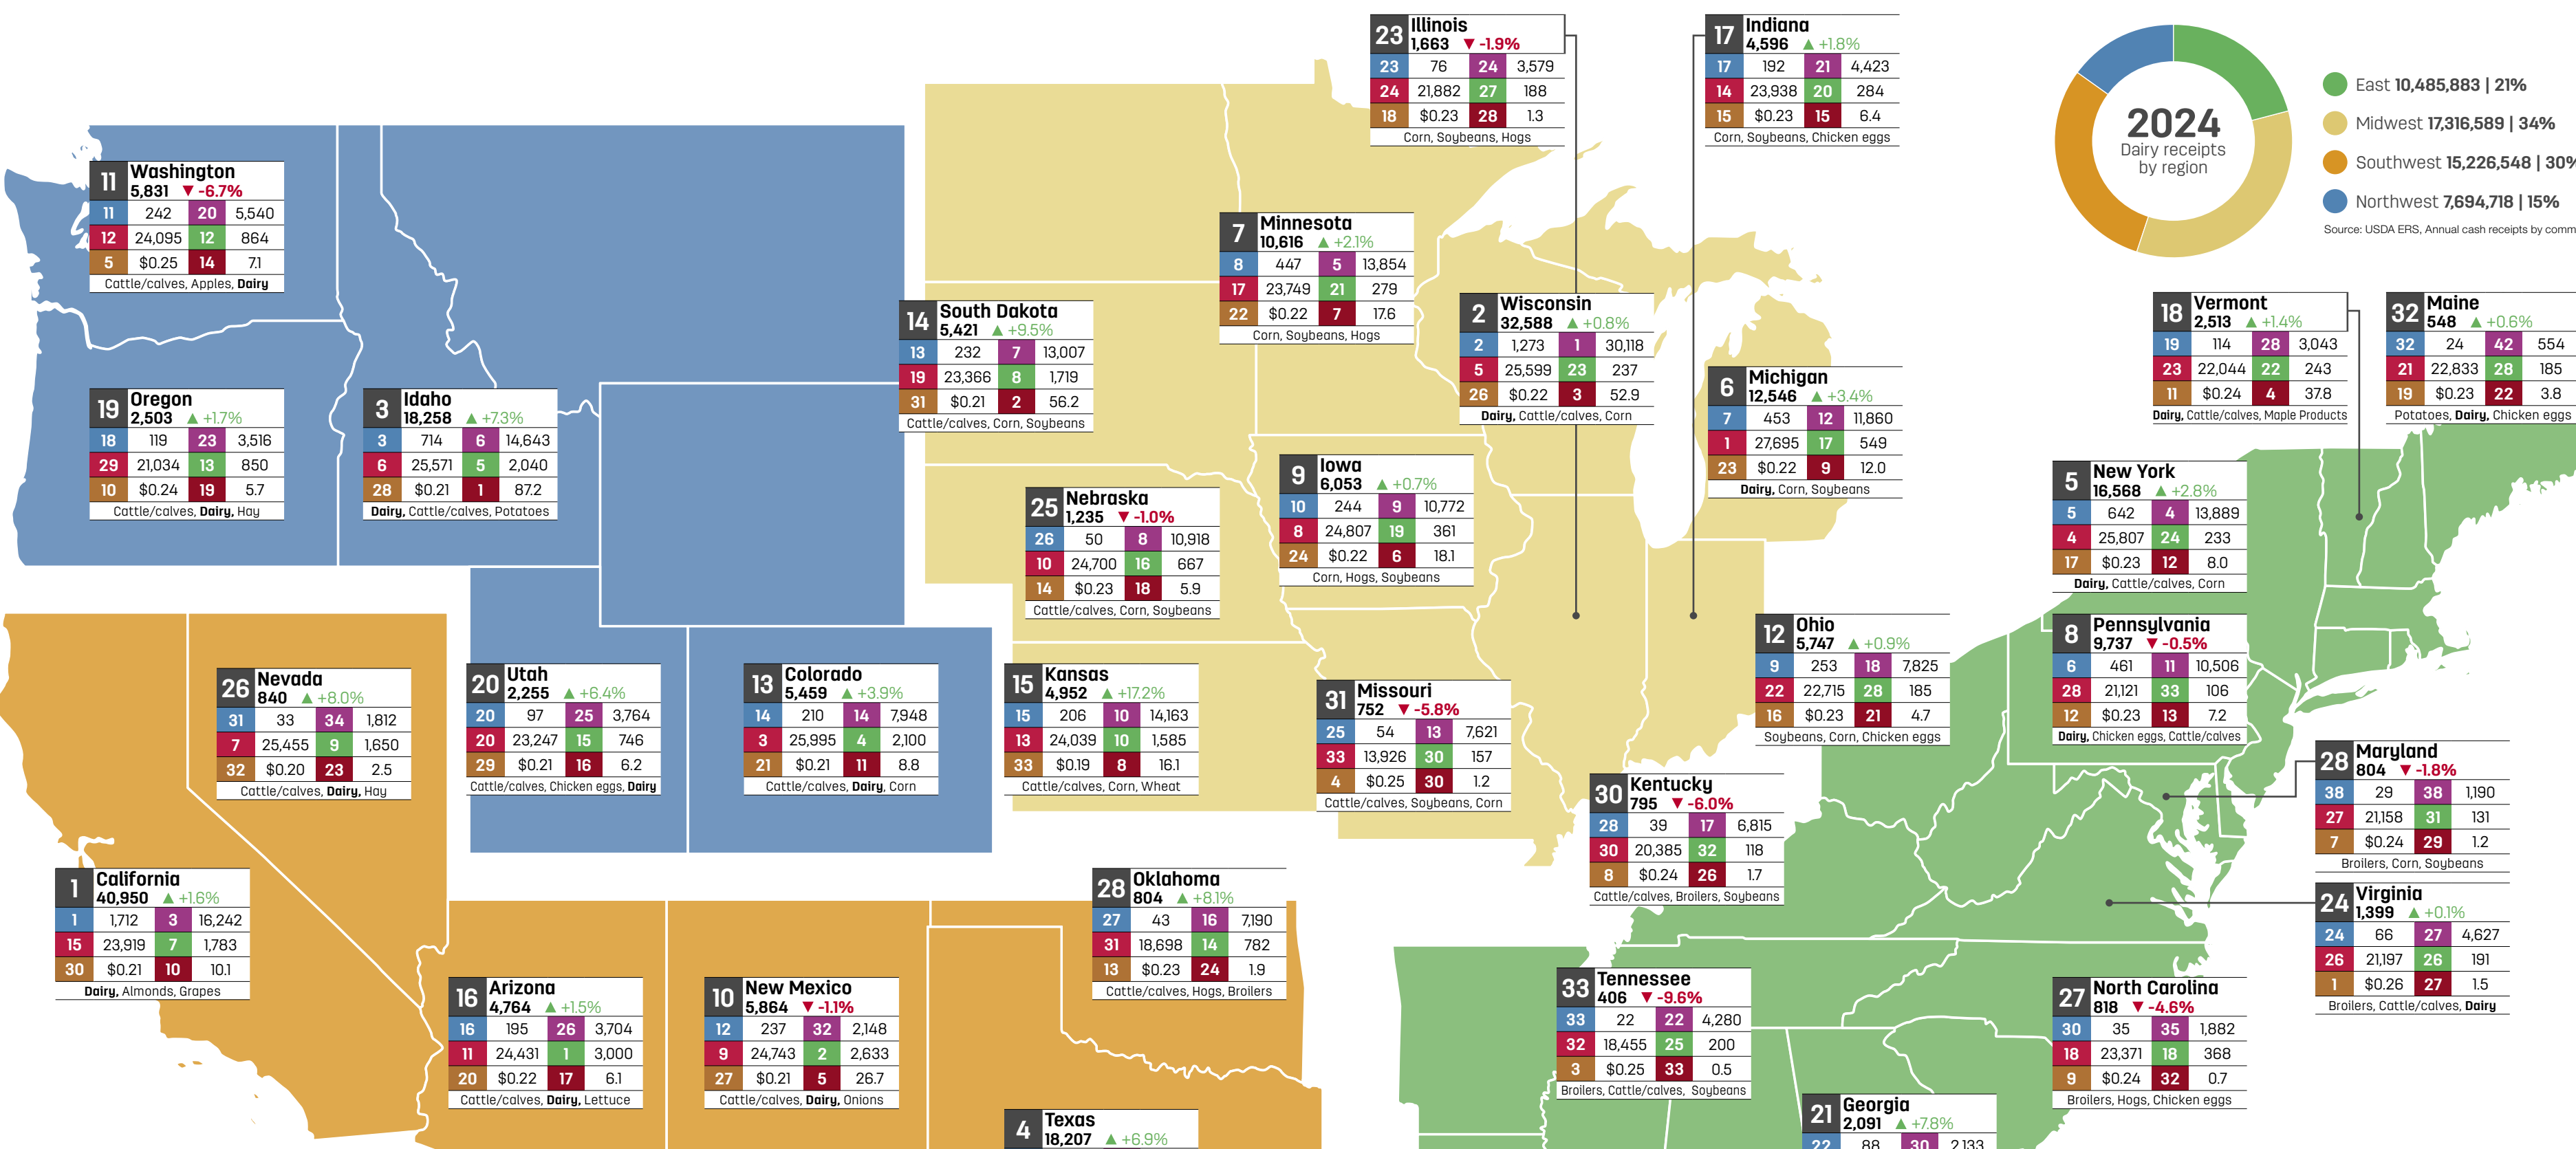 23 Illinois
1,663 ▼ -1.9%
23 76 24 3,579
24 21,882 27 188
18 $0.23 28 1.3
Corn, Soybeans, Hogs
17 Indiana
4,596 ▲ +1.8%
17 192 21 4,423
14 23,938 20 284
15 $0.23 15 6.4
Corn, Soybeans, Chicken eggs
2024
Dairy receipts
by region
East 10,485,883 | 21%
Midwest 17,316,589 | 34%
Southwest 15,226,548 | 30%
Northwest 7,694,718 | 15%
Source: USDA ERS, Annual cash receipts by comm
11 Washington
5,831 ▼ -6.7%
11 242 20 5,540
12 24,095 12 864
5 $0.25 14 7.1
Cattle/calves, Apples, Dairy
7 Minnesota
10,616 ▲ +2.1%
8 447 5 13,854
17 23,749 21 279
22 $0.22 7 17.6
Corn, Soybeans, Hogs
14 South Dakota
5,421 ▲ +9.5%
13 232 7 13,007
19 23,366 8 1,719
31 $0.21 2 56.2
Cattle/calves, Corn, Soybeans
2 Wisconsin
32,588 ▲ +0.8%
2 1,273 1 30,118
5 25,599 23 237
26 $0.22 3 52.9
Dairy, Cattle/calves, Corn
18 Vermont
2,513 ▲ +1.4%
19 114 28 3,043
23 22,044 22 243
11 $0.24 4 37.8
Dairy, Cattle/calves, Maple Products
32 Maine
548 ▲ +0.6%
32 24 42 554
21 22,833 28 185
19 $0.23 22 3.8
Potatoes, Dairy, Chicken eggs
19 Oregon
2,503 ▲ +1.7%
18 119 23 3,516
29 21,034 13 850
10 $0.24 19 5.7
Cattle/calves, Dairy, Hay
3 Idaho
18,258 ▲ +7.3%
3 714 6 14,643
6 25,571 5 2,040
28 $0.21 1 87.2
Dairy, Cattle/calves, Potatoes
6 Michigan
12,546 ▲ +3.4%
7 453 12 11,860
1 27,695 17 549
23 $0.22 9 12.0
Dairy, Corn, Soybeans
25 Nebraska
1,235 ▼ -1.0%
26 50 8 10,918
10 24,700 16 667
14 $0.23 18 5.9
Cattle/calves, Corn, Soybeans
9 Iowa
6,053 ▲ +0.7%
10 244 9 10,772
8 24,807 19 361
24 $0.22 6 18.1
Corn, Hogs, Soybeans
5 New York
16,568 ▲ +2.8%
5 642 4 13,889
4 25,807 24 233
17 $0.23 12 8.0
Dairy, Cattle/calves, Corn
12 Ohio
5,747 ▲ +0.9%
9 253 18 7,825
22 22,715 28 185
16 $0.23 21 4.7
Soybeans, Corn, Chicken eggs
8 Pennsylvania
9,737 ▼ -0.5%
6 461 11 10,506
28 21,121 33 106
12 $0.23 13 7.2
Dairy, Chicken eggs, Cattle/calves
26 Nevada
840 ▲ +8.0%
31 33 34 1,812
7 25,455 9 1,650
32 $0.20 23 2.5
Cattle/calves, Dairy, Hay
20 Utah
2,255 ▲ +6.4%
20 97 25 3,764
20 23,247 15 746
29 $0.21 16 6.2
Cattle/calves, Chicken eggs, Dairy
13 Colorado
5,459 ▲ +3.9%
14 210 14 7,948
3 25,995 4 2,100
21 $0.21 11 8.8
Cattle/calves, Dairy, Corn
15 Kansas
4,952 ▲ +17.2%
15 206 10 14,163
13 24,039 10 1,585
33 $0.19 8 16.1
Cattle/calves, Corn, Wheat
31 Missouri
752 ▼ -5.8%
25 54 13 7,621
33 13,926 30 157
4 $0.25 30 1.2
Cattle/calves, Soybeans, Corn
30 Kentucky
795 ▼ -6.0%
28 39 17 6,815
30 20,385 32 118
8 $0.24 26 1.7
Cattle/calves, Broilers, Soybeans
28 Maryland
804 ▼ -1.8%
38 29 38 1,190
27 21,158 31 131
7 $0.24 29 1.2
Broilers, Corn, Soybeans
1 California
40,950 ▲ +1.6%
1 1,712 3 16,242
15 23,919 7 1,783
30 $0.21 10 10.1
Dairy, Almonds, Grapes
28 Oklahoma
804 ▲ +8.1%
27 43 16 7,190
31 18,698 14 782
13 $0.23 24 1.9
Cattle/calves, Hogs, Broilers
24 Virginia
1,399 ▲ +0.1%
24 66 27 4,627
26 21,197 26 191
1 $0.26 27 1.5
Broilers, Cattle/calves, Dairy
16 Arizona
4,764 ▲ +1.5%
16 195 26 3,704
11 24,431 1 3,000
20 $0.22 17 6.1
Cattle/calves, Dairy, Lettuce
10 New Mexico
5,864 ▼ -1.1%
12 237 32 2,148
9 24,743 2 2,633
27 $0.21 5 26.7
Cattle/calves, Dairy, Onions
33 Tennessee
406 ▼ -9.6%
33 22 22 4,280
32 18,455 25 200
3 $0.25 33 0.5
Broilers, Cattle/calves, Soybeans
27 North Carolina
818 ▼ -4.6%
30 35 35 1,882
18 23,371 18 368
9 $0.24 32 0.7
Broilers, Hogs, Chicken eggs
4 Texas
18,207 ▲ +6.9%
21 Georgia
2,091 ▲ +7.8%
22 88 30 2,133